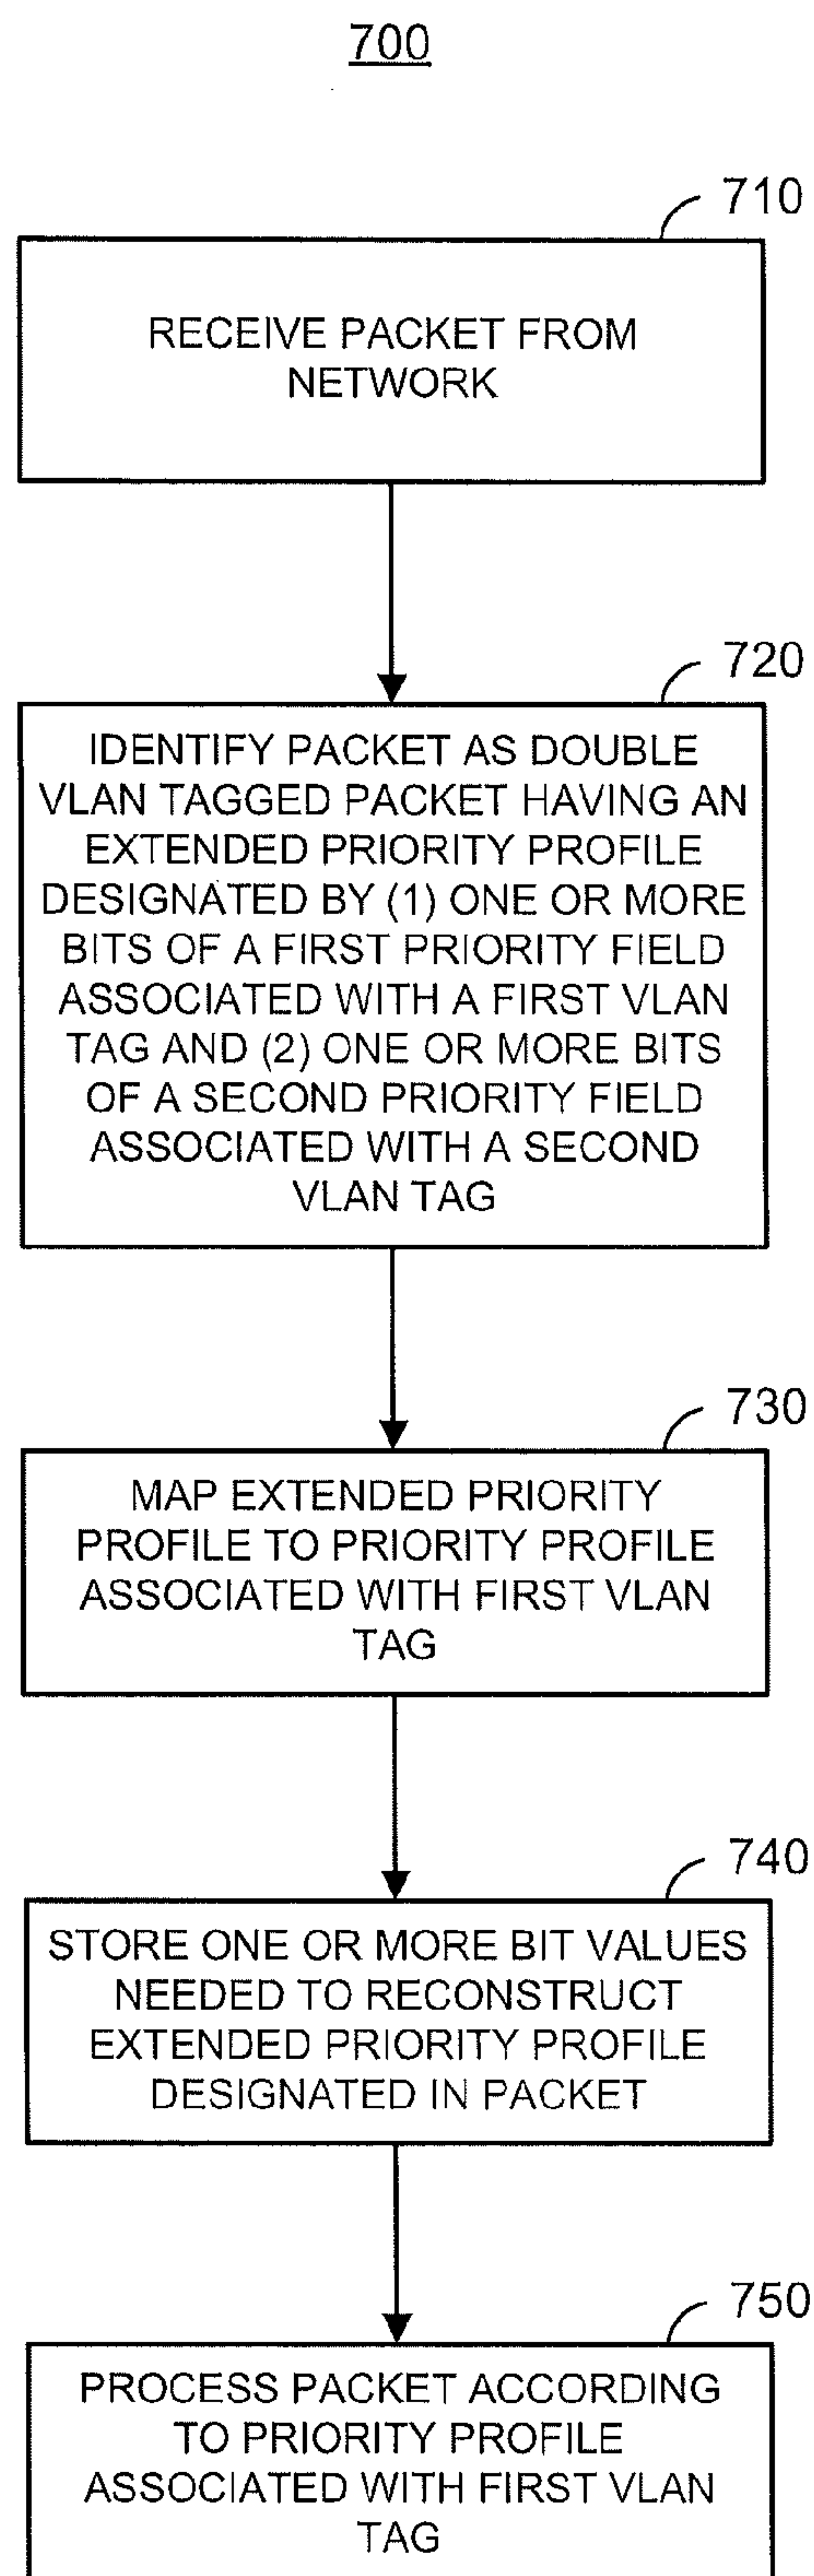 700
710
RECEIVE PACKET FROM
NETWORK
720
IDENTIFY PACKET AS DOUBLE
VLAN TAGGED PACKET HAVING AN
EXTENDED PRIORITY PROFILE
DESIGNATED BY (1) ONE OR MORE
BITS OF A FIRST PRIORITY FIELD
ASSOCIATED WITH A FIRST VLAN
TAG AND (2) ONE OR MORE BITS
OF A SECOND PRIORITY FIELD
ASSOCIATED WITH A SECOND
VLAN TAG
730
MAP EXTENDED PRIORITY
PROFILE TO PRIORITY PROFILE
ASSOCIATED WITH FIRST VLAN
TAG
740
STORE ONE OR MORE BIT VALUES
NEEDED TO RECONSTRUCT
EXTENDED PRIORITY PROFILE
DESIGNATED IN PACKET
750
PROCESS PACKET ACCORDING
TO PRIORITY PROFILE
ASSOCIATED WITH FIRST VLAN
TAG